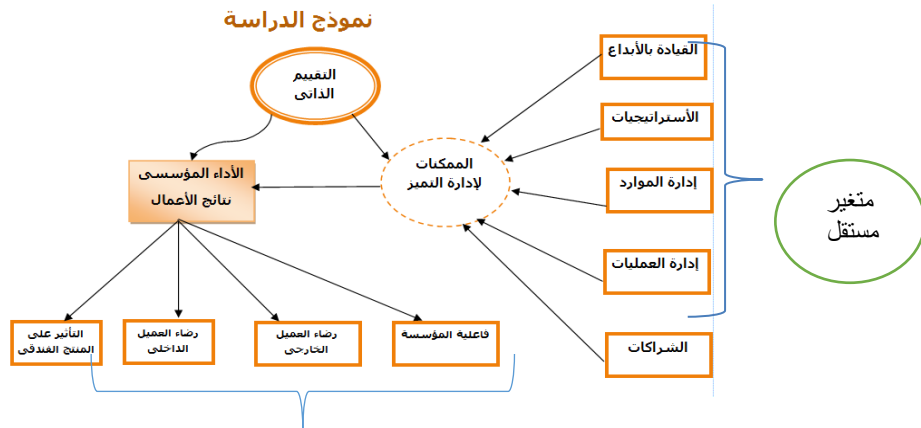 نموذج الدراسة
القيادة بالأبداع
التقييم
الذاتى
الأستراتيجيات
الممكنات
لإدارة التميز
الأداء المؤسسى
نتائج الأعمال
إدارة الموارد
متغير
مستقل
إدارة العمليات
الشراكات
فاعلية المؤسسة
رضاء العميل
الخارجى
رضاء العميل
الداخلى
التأثير على
المنتج الفندقى